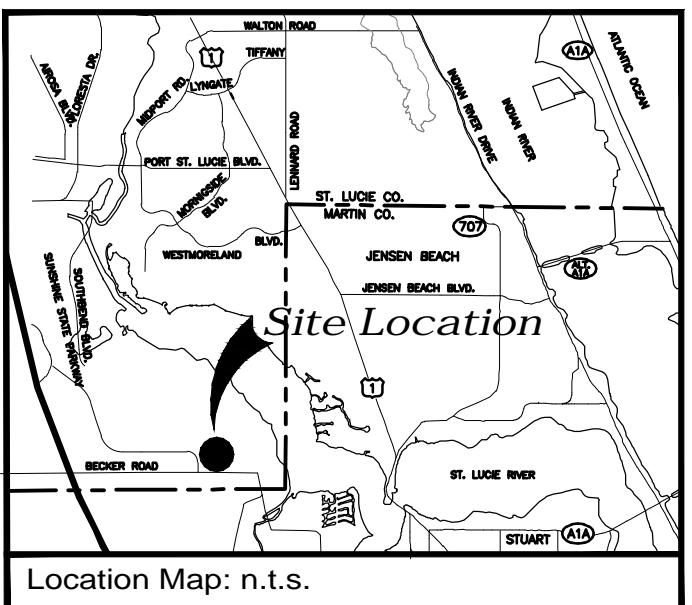 WALTON ROAD
1
TIFFANY
A1A
ATLANTIC OCEAN
AIROSA BLVD.
FLORESTA DR.
MIDPORT RD.
LYNGATE
INDIAN RIVER DRIVE
INDIAN RIVER
LENNARD ROAD
PORT ST. LUCIE BLVD.
MORNIGSIDE
BLVD.
ST. LUCIE CO.
MARTIN CO.
707
BLVD.
WESTMORELAND
JENSEN BEACH
ALT.
A1A
SUNSHINE STATE PARKWAY
SOUTHBEND BLVD.
JENSEN BEACH BLVD.
Site Location
1
BECKER ROAD
ST. LUCIE RIVER
STUART
A1A
Location Map: n.t.s.